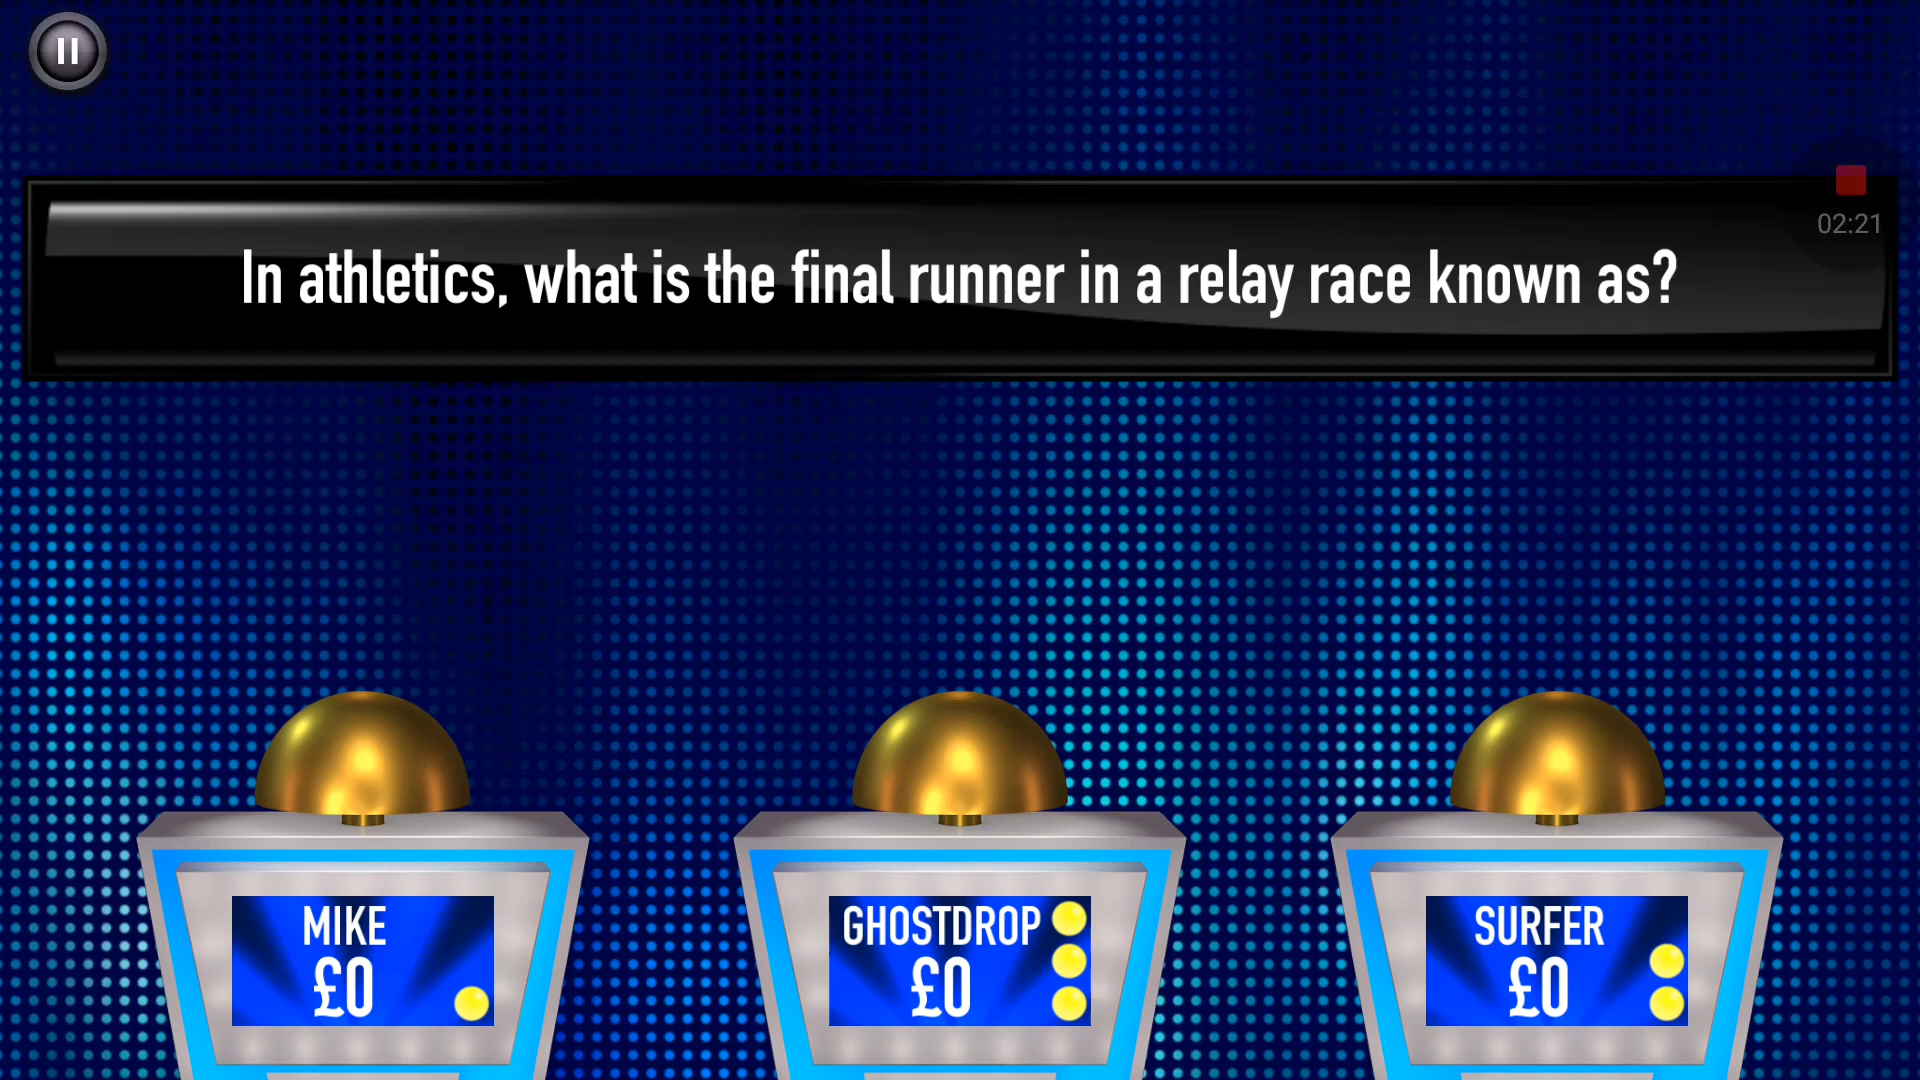 02:21
In athletics, what is the final runner in a relay race known as?
MIKE
£0
GHOSTDROP
£0
SURFER
£0